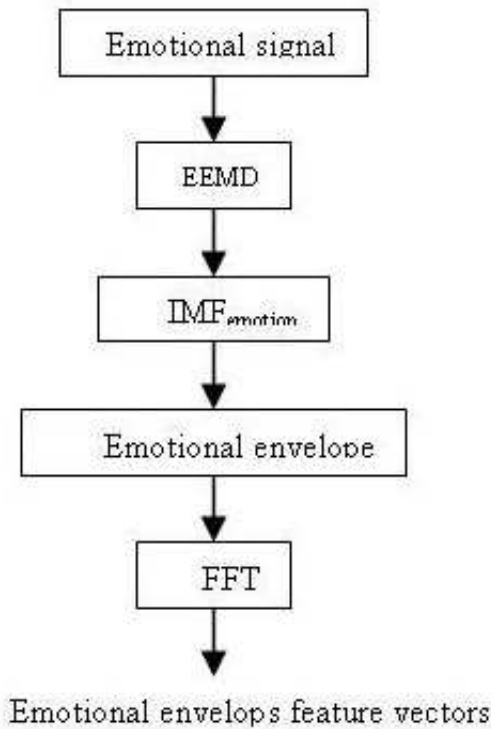 Emotional signal
EEMD
IMFemotion
Emotional envelope
FFT
Emotional envelops feature vectors